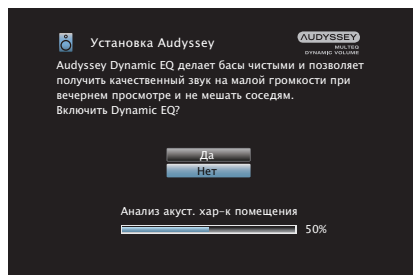 Установка Audyssey
AUDYSSEY
MULTEQ
DYNAMIC VOLUME
Audyssey Dynamic EQ делает басы чистыми и позволяет
получить качественный звук на малой громкости при
вечернем просмотре и не мешать соседям.
Включить Dynamic EQ?
Да
Нет
Анализ акуст. хар-к помещения
50%